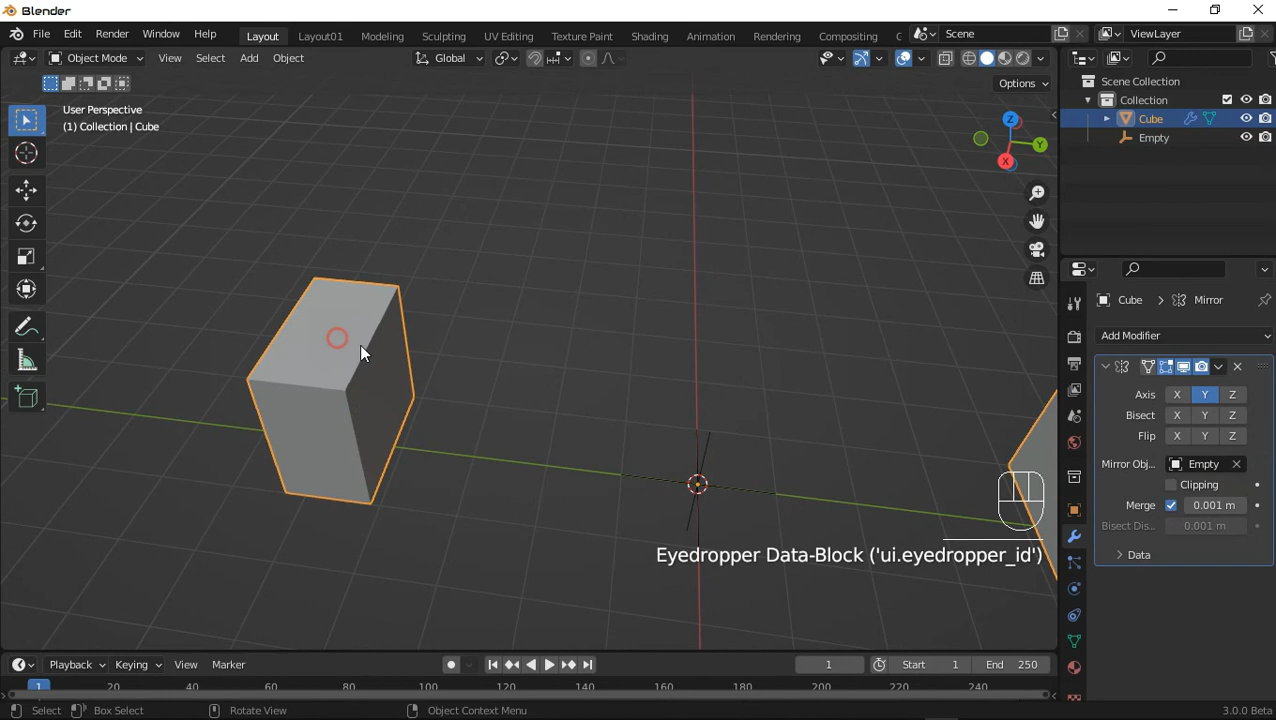 Blender
File Edit Render Window Help Layout Layout01 Modeling Sculpting UV Editing Texture Paint Shading Animation Rendering Compositing Scene ViewLayer
Object Mode View Select Add Object Global
Options
User Perspective
(1) Collection | Cube
Scene Collection
Collection
Cube
Empty
Z
Y
X
Cube > Mirror
Add Modifier
Axis X Y Z
Bisect X Y Z
Flip X Y Z
Mirror Obj... Empty
Clipping
Merge 0.001 m
Bisect Dis... 0.001 m
Data
Eyedropper Data-Block ('ui.eyedropper_id')
Playback Keying View Marker 1 Start 1 End 250
1 20 40 60 80 100 120 140 160 180 200 220 240
Select Box Select Rotate View Object Context Menu 3.0.0 Beta